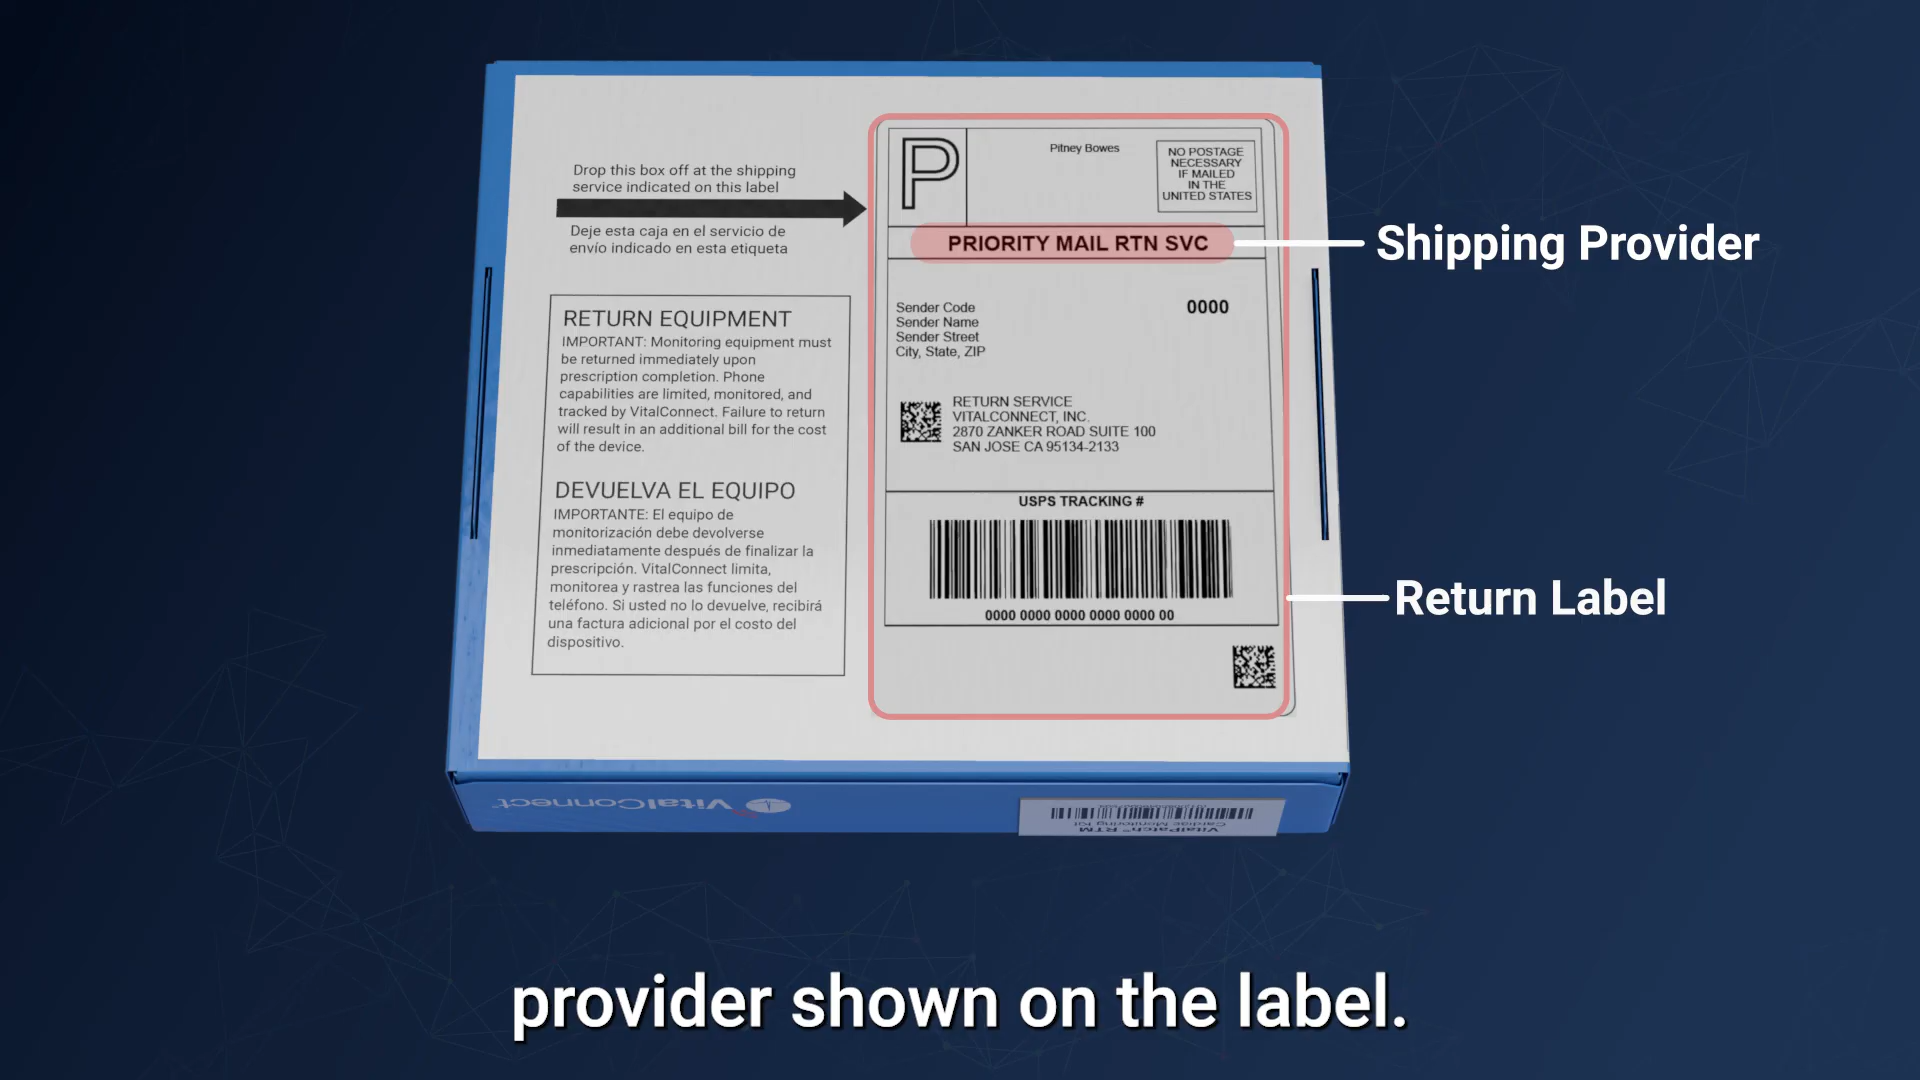 Drop this box off at the shipping
service indicated on this label
Deje esta caja en el servicio de
envío indicado en esta etiqueta
RETURN EQUIPMENT
IMPORTANT: Monitoring equipment must
be returned immediately upon
prescription completion. Phone
capabilities are limited, monitored, and
tracked by VitalConnect. Failure to return
will result in an additional bill for the cost
of the device.
DEVUELVA EL EQUIPO
IMPORTANTE: El equipo de
monitorización debe devolverse
inmediatamente después de finalizar la
prescripción. VitalConnect limita,
monitorea y rastrea las funciones del
teléfono. Si usted no lo devuelve, recibirá
una factura adicional por el costo del
dispositivo.
P
Pitney Bowes
NO POSTAGE
NECESSARY
IF MAILED
IN THE
UNITED STATES
PRIORITY MAIL RTN SVC
Sender Code
Sender Name
Sender Street
City, State, ZIP
0000
RETURN SERVICE
VITALCONNECT, INC.
2870 ZANKER ROAD SUITE 100
SAN JOSE CA 95134-2133
USPS TRACKING #
0000 0000 0000 0000 0000 00
Shipping Provider
Return Label
VitalConnect
VitalPatch™ RTM
Cardiac Monitoring Kit
provider shown on the label.